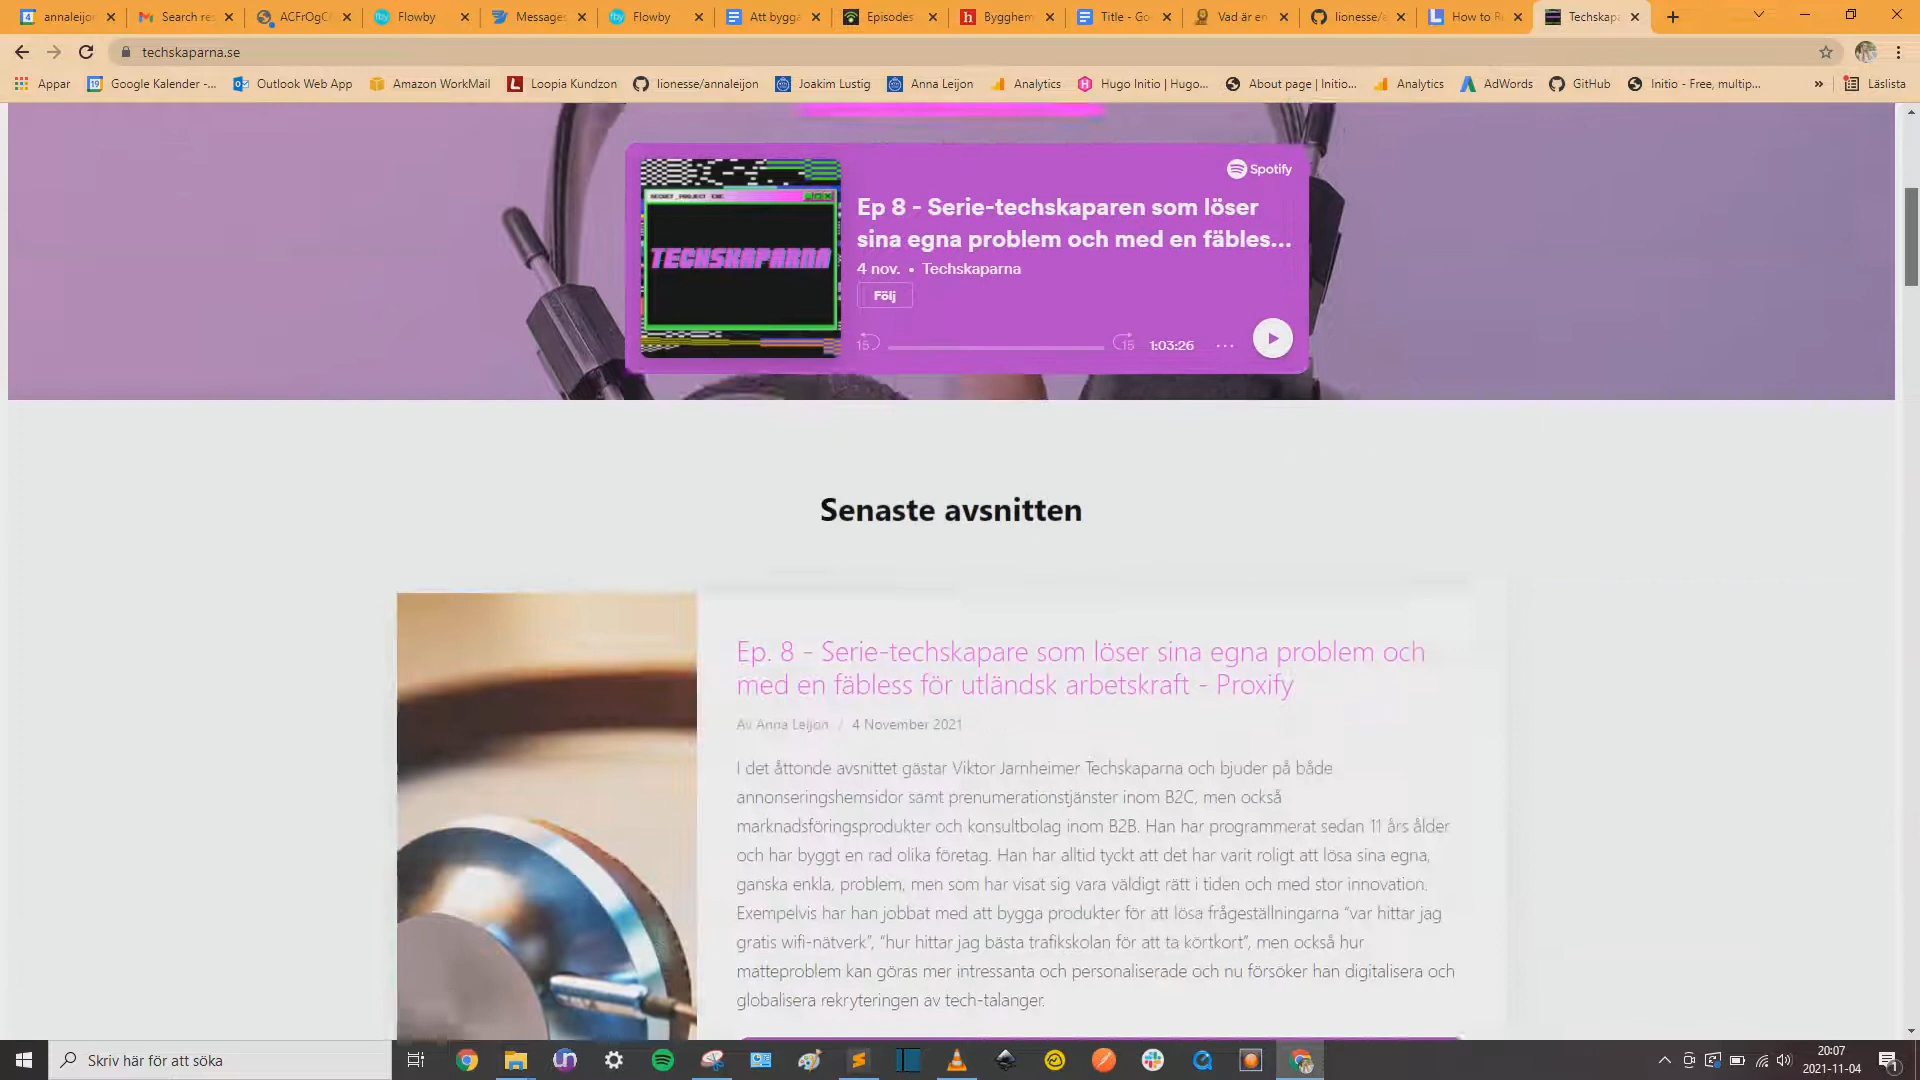 annaleijor
Search re
ACFrOgC
Flowby
Messages
Flowby
Att bygga
Episodes
Bygghem
Title - Go
Vad är en
lionesse/a
How to R
Techskap
techskaparna.se
Appar
Google Kalender -...
Outlook Web App
Amazon WorkMail
Loopia Kundzon
lionesse/annaleijon
Joakim Lustig
Anna Leijon
Analytics
Hugo Initio | Hugo...
About page | Initio...
Analytics
AdWords
GitHub
Initio - Free, multip...
»
Läslista
Spotify
SECRET_PROJECT EXE
TECHSKAPARNA
Ep 8 - Serie-techskaparen som löser
sina egna problem och med en fäbles...
4 nov. • Techskaparna
Följ
15
15
1:03:26
Senaste avsnitten
Ep. 8 - Serie-techskapare som löser sina egna problem och
med en fäbless för utländsk arbetskraft - Proxify
Av Anna Leijon / 4 November 2021
I det åttonde avsnittet gästar Viktor Jarnheimer Techskaparna och bjuder på både
annonseringshemsidor samt prenumerationstjänster inom B2C, men också
marknadsföringsprodukter och konsultbolag inom B2B. Han har programmerat sedan 11 års ålder
och har byggt en rad olika företag. Han har alltid tyckt att det har varit roligt att lösa sina egna,
ganska enkla, problem, men som har visat sig vara väldigt rätt i tiden och med stor innovation.
Exempelvis har han jobbat med att bygga produkter för att lösa frågeställningarna “var hittar jag
gratis wifi-nätverk”, “hur hittar jag bästa trafikskolan för att ta körtkort”, men också hur
matteproblem kan göras mer intressanta och personaliserade och nu försöker han digitalisera och
globalisera rekryteringen av tech-talanger.
Skriv här för att söka
20:07
2021-11-04
1